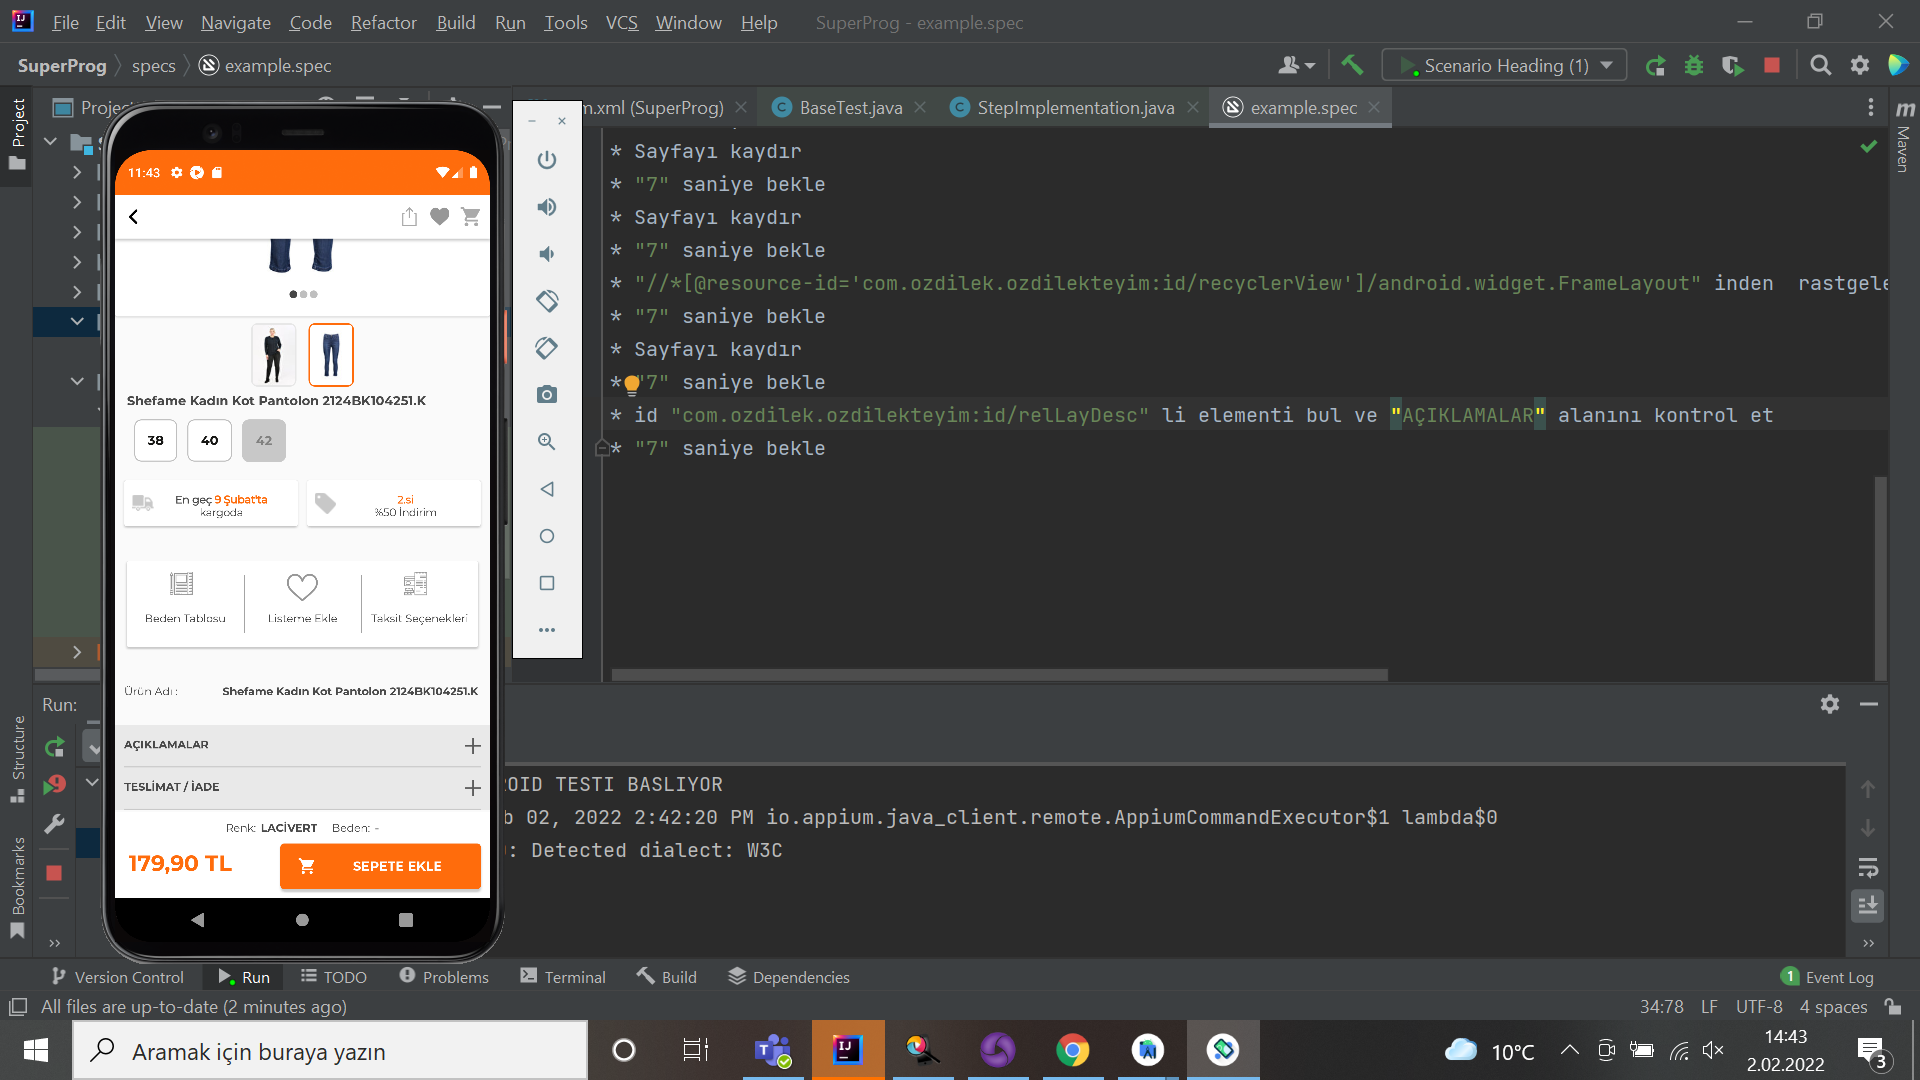 File Edit View Navigate Code Refactor Build Run Tools VCS Window Help SuperProg - example.spec
SuperProg specs example.spec Scenario Heading (1)
m.xml (SuperProg) BaseTest.java StepImplementation.java example.spec
Project
Maven
Structure
Bookmarks
11:43
Shefame Kadın Kot Pantolon 2124BK104251.K
38 40 42
En geç 9 Şubat'ta
kargoda
2.si
%50 İndirim
Beden Tablosu Listeme Ekle Taksit Seçenekleri
Ürün Adı : Shefame Kadın Kot Pantolon 2124BK104251.K
AÇIKLAMALAR
TESLİMAT / İADE
Renk: LACİVERT Beden: -
179,90 TL SEPETE EKLE
* Sayfayı kaydır
* "7" saniye bekle
* Sayfayı kaydır
* "7" saniye bekle
* "//*[@resource-id='com.ozdilek.ozdilekteyim:id/recyclerView']/android.widget.FrameLayout" inden rastgele
* "7" saniye bekle
* Sayfayı kaydır
* "7" saniye bekle
* id "com.ozdilek.ozdilekteyim:id/relLayDesc" li elementi bul ve "AÇIKLAMALAR" alanını kontrol et
* "7" saniye bekle
Run:
OID TESTI BASLIYOR
b 02, 2022 2:42:20 PM io.appium.java_client.remote.AppiumCommandExecutor$1 lambda$0
: Detected dialect: W3C
Version Control Run TODO Problems Terminal Build Dependencies 1 Event Log
All files are up-to-date (2 minutes ago) 34:78 LF UTF-8 4 spaces
Aramak için buraya yazın
10°C
14:43
2.02.2022
3